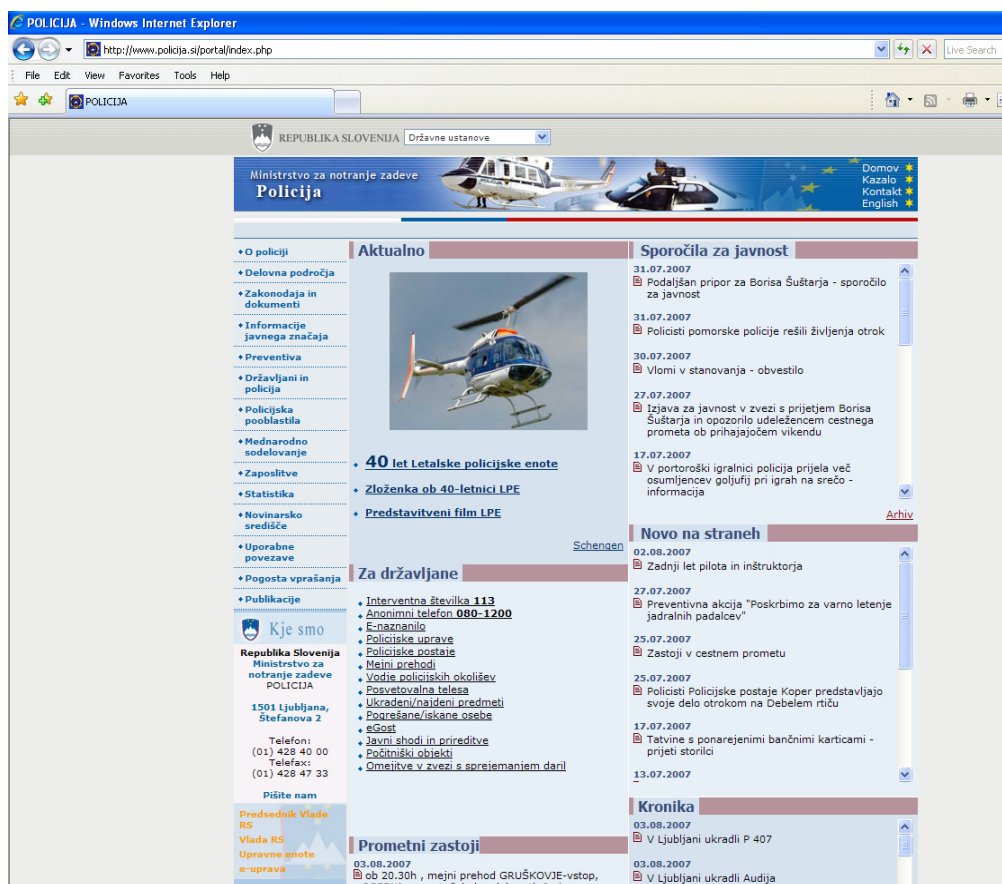 POLICIJA - Windows Internet Explorer
http://www.policija.si/portal/index.php
Live Search
File Edit View Favorites Tools Help
POLICIJA
REPUBLIKA SLOVENIJA
Državne ustanove
Ministrstvo za notranje zadeve
Policija
Domov
Kazalo
Kontakt
English
O policiji
Delovna področja
Zakonodaja in
dokumenti
Informacije
javnega značaja
Preventiva
Državljani in
policija
Policijska
pooblastila
Mednarodno
sodelovanje
Zaposlitve
Statistika
Novinarsko
središče
Uporabne
povezave
Pogosta vprašanja
Publikacije
Kje smo
Republika Slovenija
Ministrstvo za
notranje zadeve
POLICIJA
1501 Ljubljana,
Štefanova 2
Telefon:
(01) 428 40 00
Telefax:
(01) 428 47 33
Pišite nam
Predsednik Vlade
RS
Vlada RS
Upravne enote
e-uprava
Aktualno
40 let Letalske policijske enote
Zloženka ob 40-letnici LPE
Predstavitveni film LPE
Schengen
Za državljane
Interventna številka 113
Anonimni telefon 080-1200
E-naznanilo
Policijske uprave
Policijske postaje
Mejni prehodi
Vodje policijskih okolišev
Posvetovalna telesa
Ukradeni/najdeni predmeti
Pogrešane/iskane osebe
eGost
Javni shodi in prireditve
Počitniški objekti
Omejitve v zvezi s sprejemanjem daril
Prometni zastoji
03.08.2007
ob 20.30h , mejni prehod GRUŠKOVJE-vstop,
Sporočila za javnost
31.07.2007
Podaljšan pripor za Borisa Šuštarja - sporočilo
za javnost
31.07.2007
Policisti pomorske policije rešili življenja otrok
30.07.2007
Vlomi v stanovanja - obvestilo
27.07.2007
Izjava za javnost v zvezi s prijetjem Borisa
Šuštarja in opozorilo udeležencem cestnega
prometa ob prihajajočem vikendu
17.07.2007
V portoroški igralnici policija prijela več
osumljencev goljufij pri igrah na srečo -
informacija
Arhiv
Novo na straneh
02.08.2007
Zadnji let pilota in inštruktorja
27.07.2007
Preventivna akcija "Poskrbimo za varno letenje
jadralnih padalcev"
25.07.2007
Zastoji v cestnem prometu
25.07.2007
Policisti Policijske postaje Koper predstavljajo
svoje delo otrokom na Debelem rtiču
17.07.2007
Tatvine s ponarejenimi bančnimi karticami -
prijeti storilci
13.07.2007
Kronika
03.08.2007
V Ljubljani ukradli P 407
03.08.2007
V Ljubljani ukradli Audija